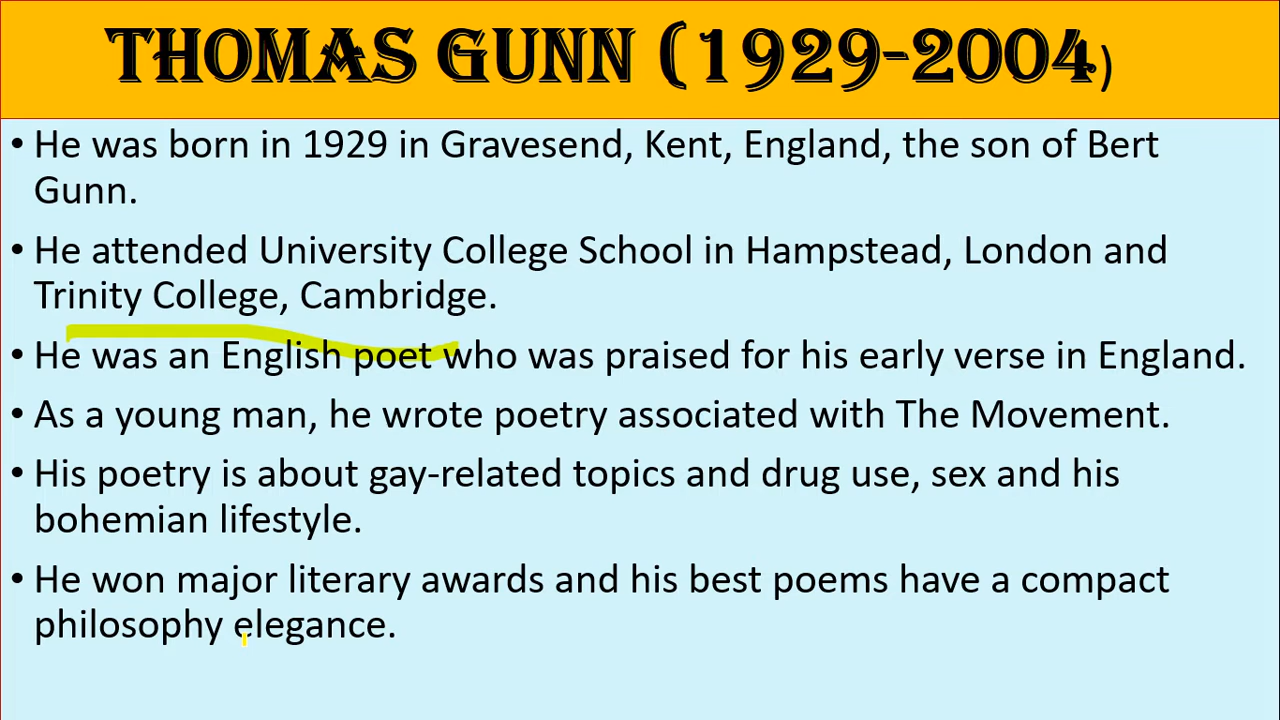 THOMAS GUNN (1929-2004)
• He was born in 1929 in Gravesend, Kent, England, the son of Bert
Gunn.
• He attended University College School in Hampstead, London and
Trinity College, Cambridge.
• He was an English poet who was praised for his early verse in England.
• As a young man, he wrote poetry associated with The Movement.
• His poetry is about gay-related topics and drug use, sex and his
bohemian lifestyle.
• He won major literary awards and his best poems have a compact
philosophy elegance.